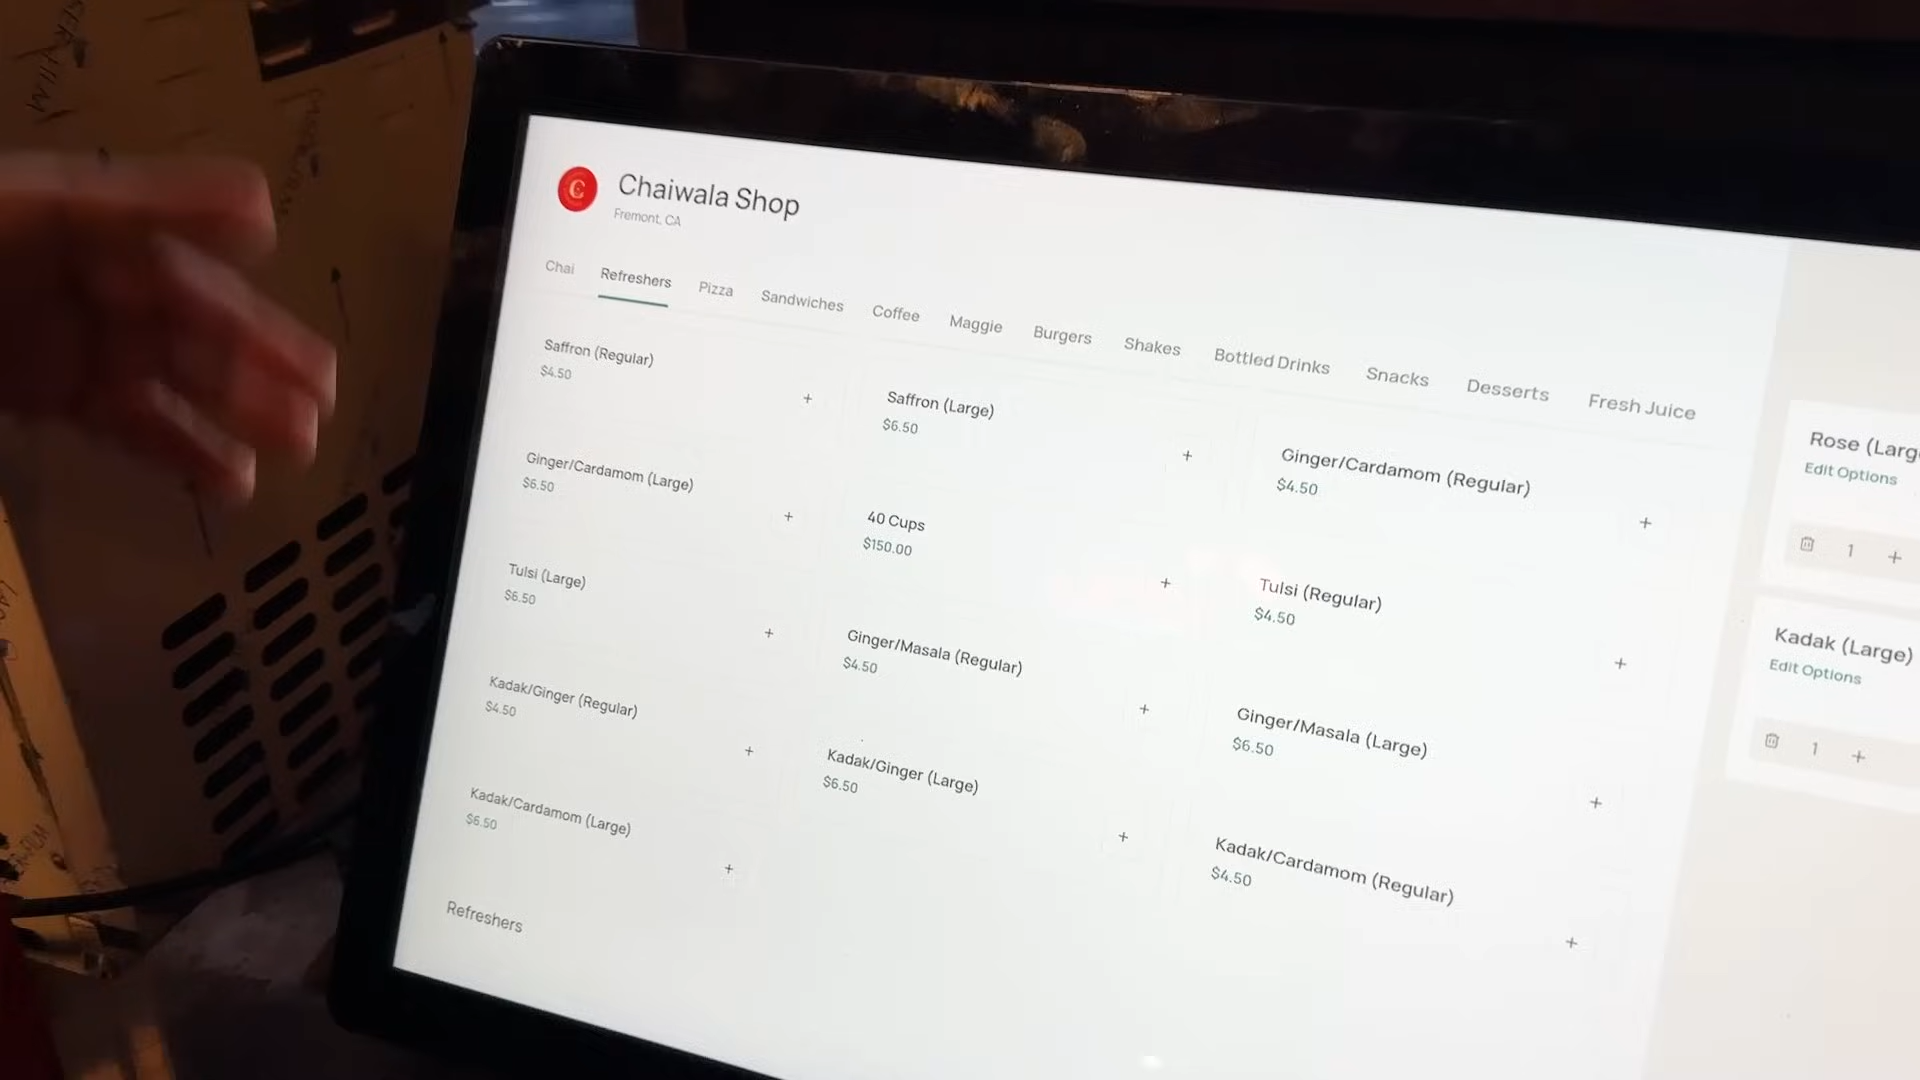 Chaiwala Shop
Fremont, CA
Chai
Refreshers
Pizza
Sandwiches
Coffee
Maggie
Burgers
Shakes
Bottled Drinks
Snacks
Desserts
Fresh Juice
Saffron (Regular)
$4.50
+
Saffron (Large)
$6.50
+
Ginger/Cardamom (Regular)
$4.50
+
Ginger/Cardamom (Large)
$6.50
+
40 Cups
$150.00
+
Tulsi (Regular)
$4.50
+
Tulsi (Large)
$6.50
+
Ginger/Masala (Regular)
$4.50
+
Ginger/Masala (Large)
$6.50
+
Kadak/Ginger (Regular)
$4.50
+
Kadak/Ginger (Large)
$6.50
+
Kadak/Cardamom (Regular)
$4.50
+
Kadak/Cardamom (Large)
$6.50
+
Refreshers
Rose (Larg
Edit Options
1 +
Kadak (Large)
Edit Options
1 +